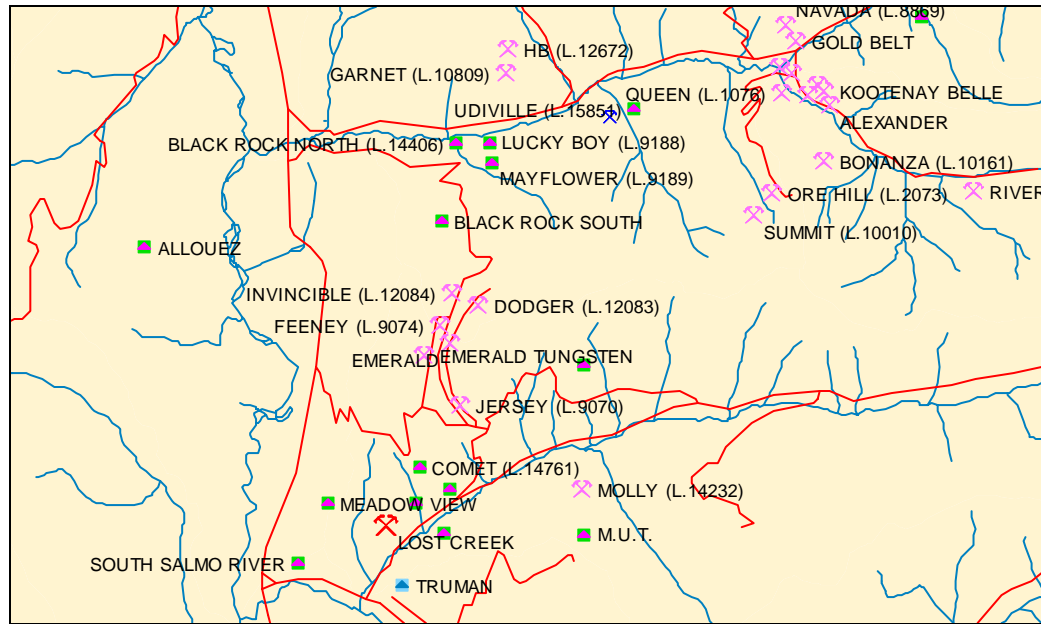 NAVADA (L.8869)
GOLD BELT
HB (L.12672)
GARNET (L.10809)
QUEEN (L.1076)
KOOTENAY BELLE
UDIVILLE (L.15851)
ALEXANDER
BLACK ROCK NORTH (L.14406)
LUCKY BOY (L.9188)
BONANZA (L.10161)
MAYFLOWER (L.9189)
ORE HILL (L.2073)
RIVER
BLACK ROCK SOUTH
SUMMIT (L.10010)
ALLOUEZ
INVINCIBLE (L.12084)
DODGER (L.12083)
FEENEY (L.9074)
EMERALD
EMERALD TUNGSTEN
JERSEY (L.9070)
COMET (L.14761)
MOLLY (L.14232)
MEADOW VIEW
LOST CREEK
M.U.T.
SOUTH SALMO RIVER
TRUMAN